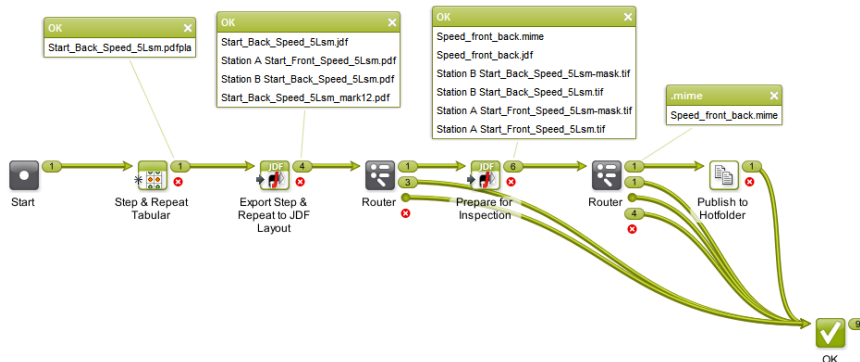 OK
Start_Back_Speed_5Lsm.pdfpla
OK
Start_Back_Speed_5Lsm.jdf
Station A Start_Front_Speed_5Lsm.pdf
Station B Start_Back_Speed_5Lsm.pdf
Start_Back_Speed_5Lsm_mark12.pdf
OK
Speed_front_back.mime
Speed_front_back.jdf
Station B Start_Back_Speed_5Lsm-mask.tif
Station B Start_Back_Speed_5Lsm.tif
Station A Start_Front_Speed_5Lsm-mask.tif
Station A Start_Front_Speed_5Lsm.tif
.mime
Speed_front_back.mime
1
Start
1
Step & Repeat
Tabular
JDF
4
Export Step &
Repeat to JDF
Layout
1
3
Router
JDF
6
Prepare for
Inspection
1
1
4
Router
1
Publish to
Hotfolder
9
OK